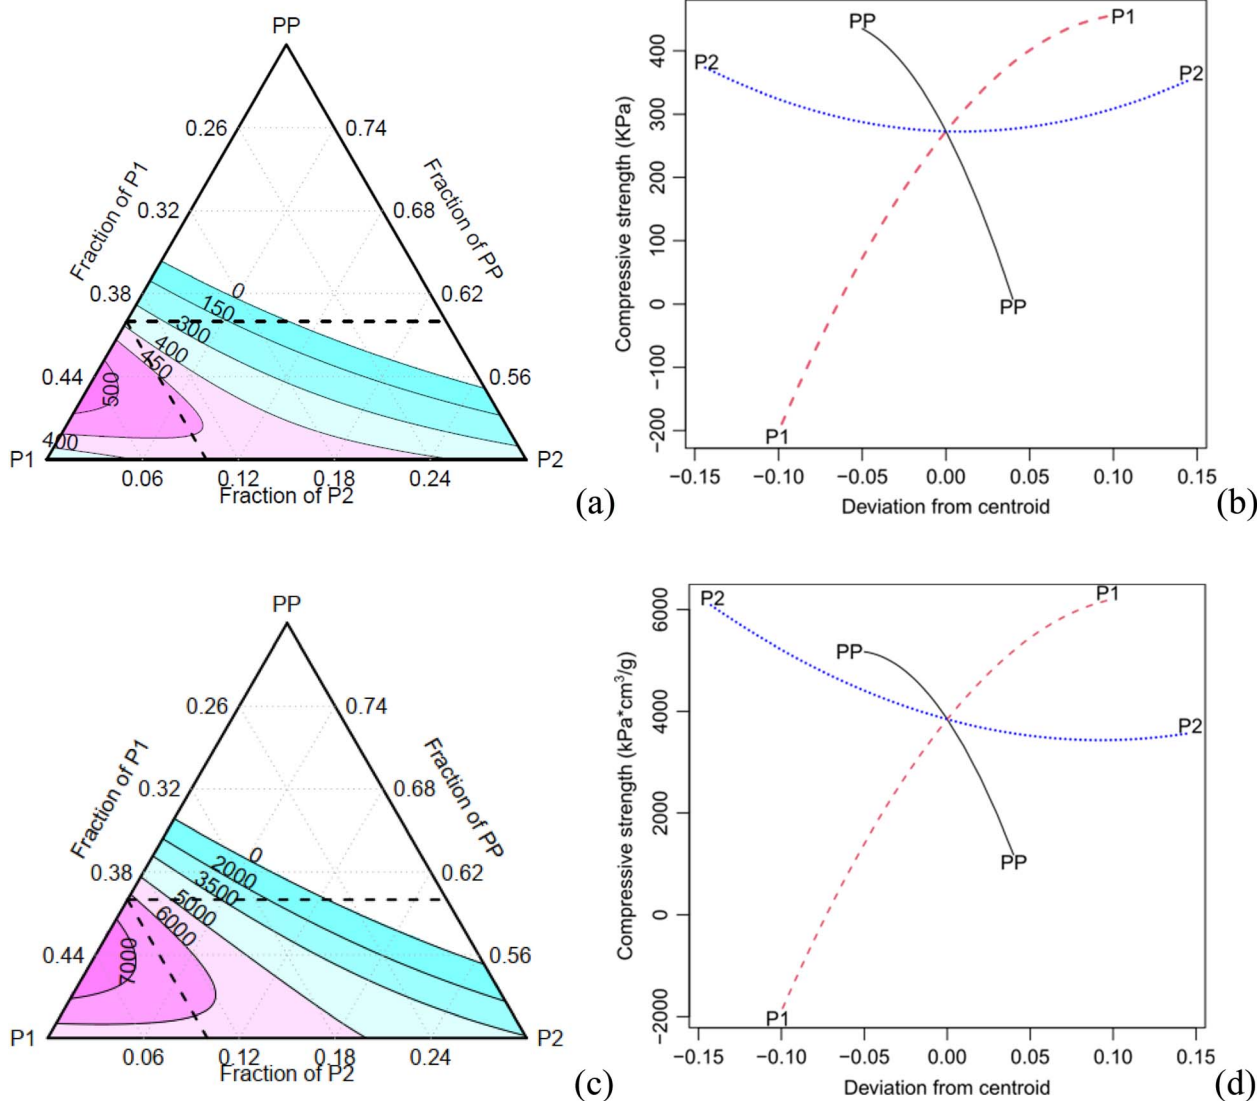 PP
0.26
0.74
Fraction of P1
Fraction of PP
0.32
0.68
0.38
0.62
0
150
300
400
450
500
0.44
0.56
400
P1
P2
0.06
0.12
0.24
Fraction of P2
(a)
Compressive strength (KPa)
400
300
200
100
0
−100
−200
PP
P1
P2
P2
PP
P1
−0.15
−0.10
−0.05
0.00
0.05
0.10
0.15
Deviation from centroid
(b)
PP
0.26
0.74
Fraction of P1
Fraction of PP
0.32
0.68
0.38
0.62
0
2000
3500
5000
6000
7000
0.44
0.56
P1
P2
0.06
0.12
0.24
Fraction of P2
(c)
Compressive strength (kPa*cm³/g)
6000
4000
2000
0
−2000
P2
P1
PP
P2
PP
P1
−0.15
−0.10
−0.05
0.00
0.05
0.10
0.15
Deviation from centroid
(d)